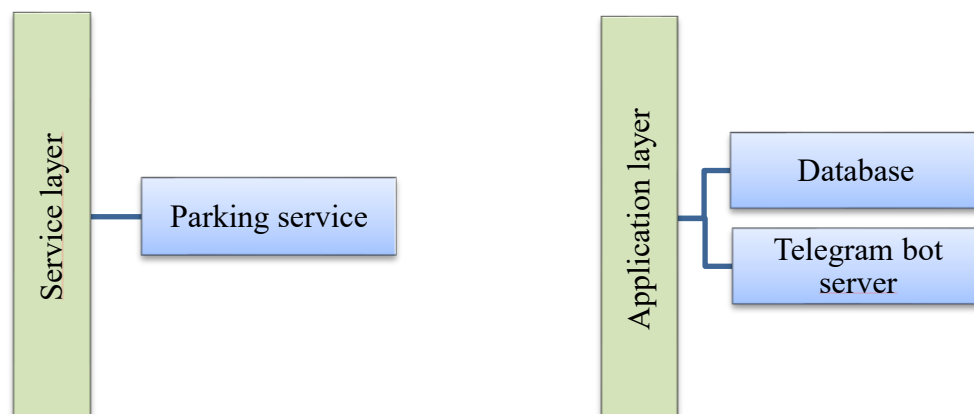 Service layer
Parking service
Application layer
Database
Telegram bot
server